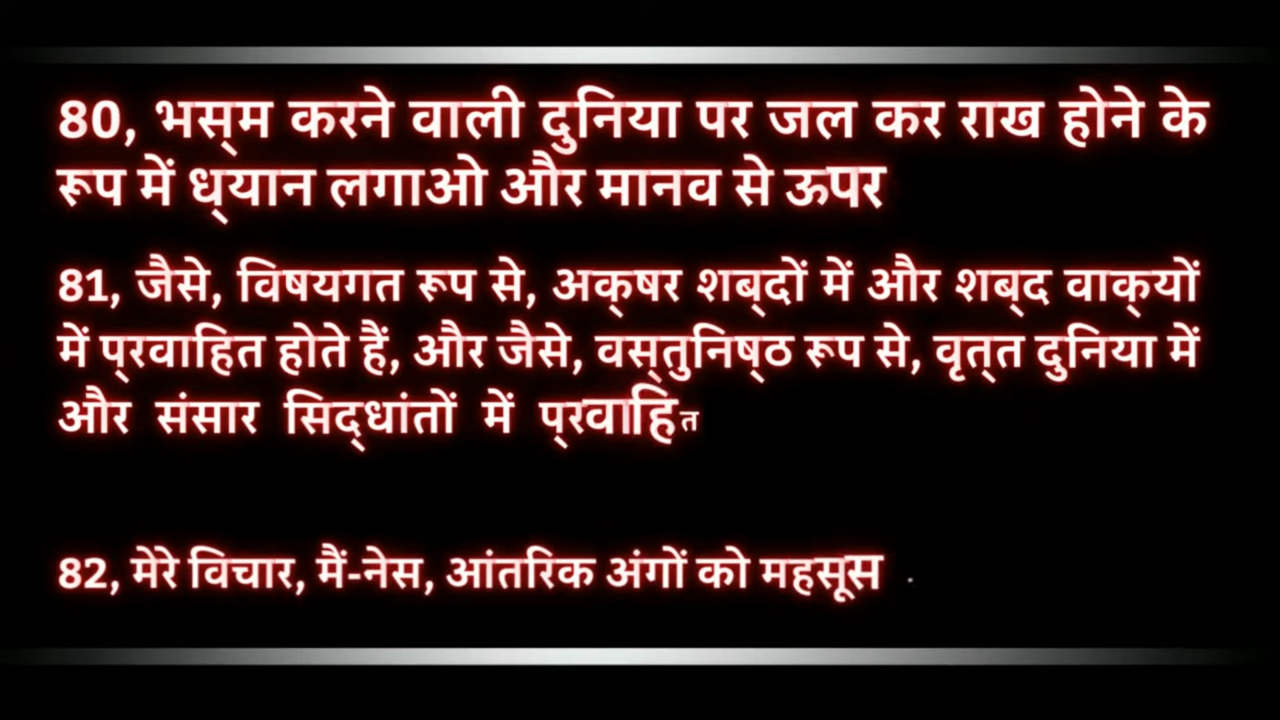 80, भस्म करने वाली दुनिया पर जल कर राख होने के
रूप में ध्यान लगाओ और मानव से ऊपर
81, जैसे, विषयगत रूप से, अक्षर शब्दों में और शब्द वाक्यों
में प्रवाहित होते हैं, और जैसे, वस्तुनिष्ठ रूप से, वृत्त दुनिया में
और संसार सिद्धांतों में प्रवाहित
82, मेरे विचार, मैं-नेस, आंतरिक अंगों को महसूस